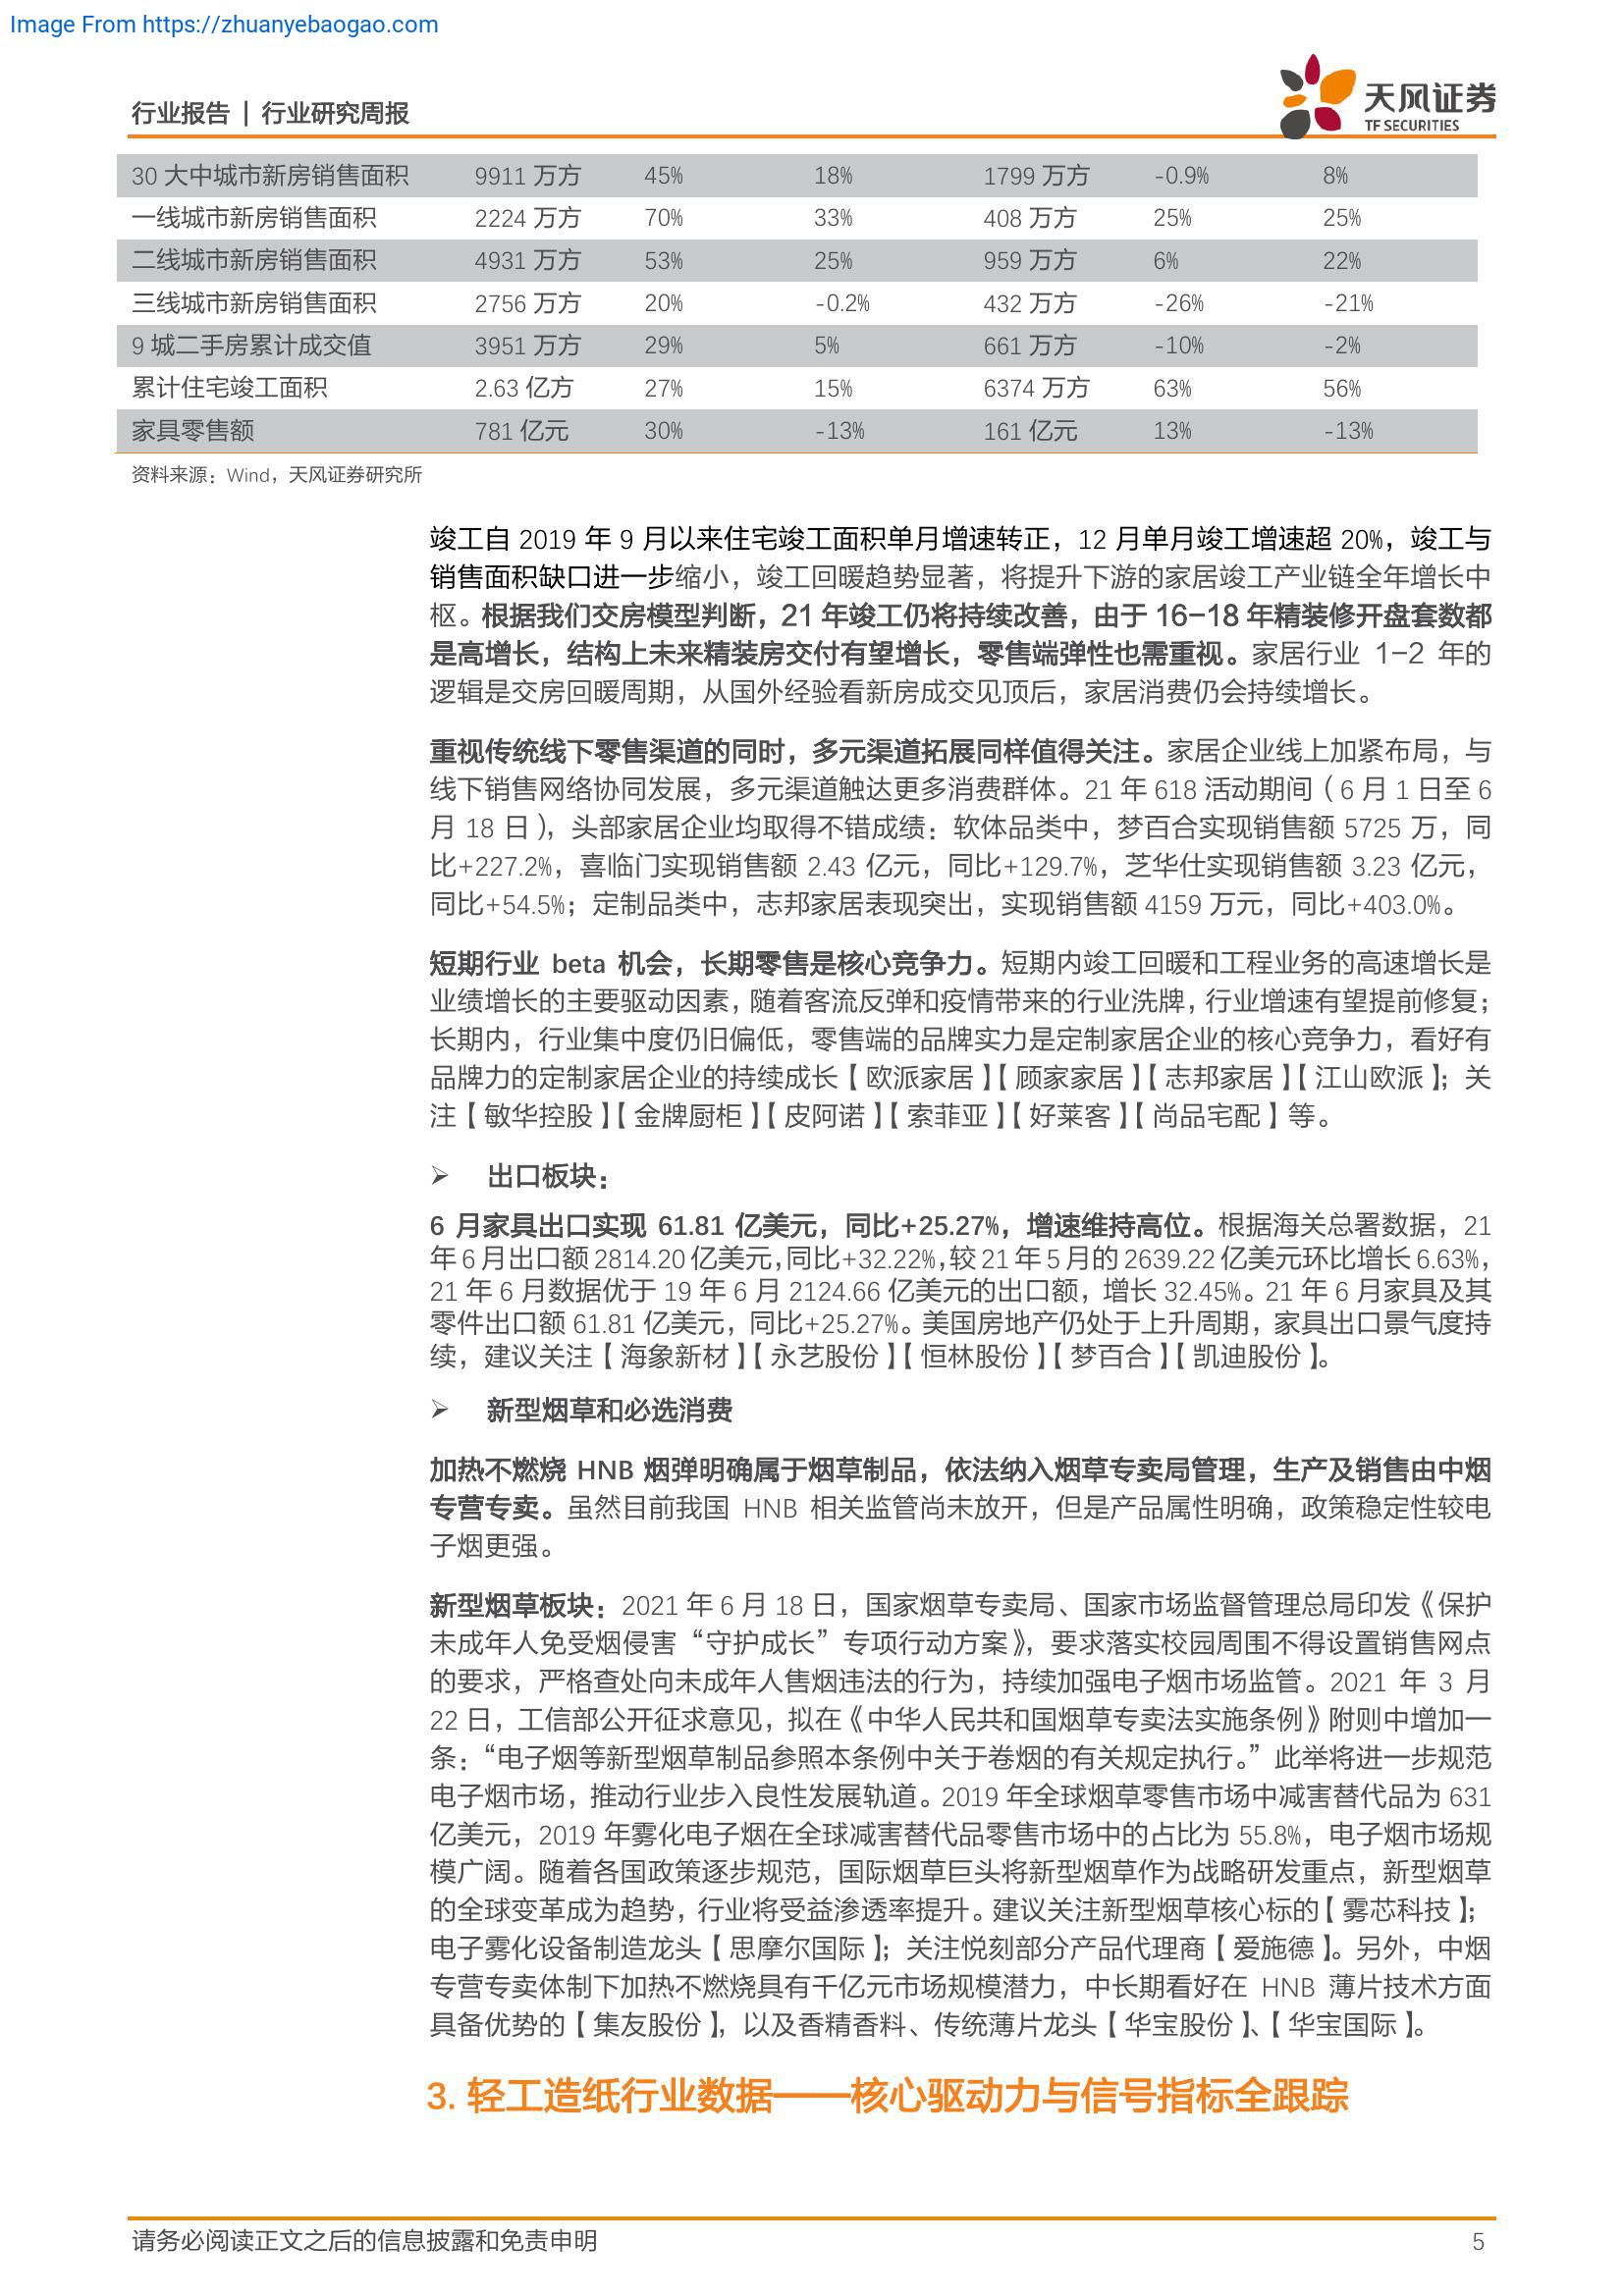 Image From https://zhuanyebaogao.com
行业报告 | 行业研究周报
天风证券
TF SECURITIES
30 大中城市新房销售面积 9911 万方 45% 18% 1799 万方 -0.9% 8%
一线城市新房销售面积 2224 万方 70% 33% 408 万方 25% 25%
二线城市新房销售面积 4931 万方 53% 25% 959 万方 6% 22%
三线城市新房销售面积 2756 万方 20% -0.2% 432 万方 -26% -21%
9 城二手房累计成交值 3951 万方 29% 5% 661 万方 -10% -2%
累计住宅竣工面积 2.63 亿方 27% 15% 6374 万方 63% 56%
家具零售额 781 亿元 30% -13% 161 亿元 13% -13%
资料来源：Wind，天风证券研究所
竣工自 2019 年 9 月以来住宅竣工面积单月增速转正，12 月单月竣工增速超 20%，竣工与
销售面积缺口进一步缩小，竣工回暖趋势显著，将提升下游的家居竣工产业链全年增长中
枢。根据我们交房模型判断，21 年竣工仍将持续改善，由于 16-18 年精装修开盘套数都
是高增长，结构上未来精装房交付有望增长，零售端弹性也需重视。家居行业 1-2 年的
逻辑是交房回暖周期，从国外经验看新房成交见顶后，家居消费仍会持续增长。
重视传统线下零售渠道的同时，多元渠道拓展同样值得关注。家居企业线上加紧布局，与
线下销售网络协同发展，多元渠道触达更多消费群体。21 年 618 活动期间（6 月 1 日至 6
月 18 日），头部家居企业均取得不错成绩：软体品类中，梦百合实现销售额 5725 万，同
比+227.2%，喜临门实现销售额 2.43 亿元，同比+129.7%，芝华仕实现销售额 3.23 亿元，
同比+54.5%；定制品类中，志邦家居表现突出，实现销售额 4159 万元，同比+403.0%。
短期行业 beta 机会，长期零售是核心竞争力。短期内竣工回暖和工程业务的高速增长是
业绩增长的主要驱动因素，随着客流反弹和疫情带来的行业洗牌，行业增速有望提前修复；
长期内，行业集中度仍旧偏低，零售端的品牌实力是定制家居企业的核心竞争力，看好有
品牌力的定制家居企业的持续成长【欧派家居】【顾家家居】【志邦家居】【江山欧派】；关
注【敏华控股】【金牌厨柜】【皮阿诺】【索菲亚】【好莱客】【尚品宅配】等。
➢ 出口板块：
6 月家具出口实现 61.81 亿美元，同比+25.27%，增速维持高位。根据海关总署数据，21
年 6 月出口额 2814.20 亿美元，同比+32.22%，较 21 年 5 月的 2639.22 亿美元环比增长 6.63%，
21 年 6 月数据优于 19 年 6 月 2124.66 亿美元的出口额，增长 32.45%。21 年 6 月家具及其
零件出口额 61.81 亿美元，同比+25.27%。美国房地产仍处于上升周期，家具出口景气度持
续，建议关注【海象新材】【永艺股份】【恒林股份】【梦百合】【凯迪股份】。
➢ 新型烟草和必选消费
加热不燃烧 HNB 烟弹明确属于烟草制品，依法纳入烟草专卖局管理，生产及销售由中烟
专营专卖。虽然目前我国 HNB 相关监管尚未放开，但是产品属性明确，政策稳定性较电
子烟更强。
新型烟草板块：2021 年 6 月 18 日，国家烟草专卖局、国家市场监督管理总局印发《保护
未成年人免受烟侵害“守护成长”专项行动方案》，要求落实校园周围不得设置销售网点
的要求，严格查处向未成年人售烟违法的行为，持续加强电子烟市场监管。2021 年 3 月
22 日，工信部公开征求意见，拟在《中华人民共和国烟草专卖法实施条例》附则中增加一
条：“电子烟等新型烟草制品参照本条例中关于卷烟的有关规定执行。”此举将进一步规范
电子烟市场，推动行业步入良性发展轨道。2019 年全球烟草零售市场中减害替代品为 631
亿美元，2019 年雾化电子烟在全球减害替代品零售市场中的占比为 55.8%，电子烟市场规
模广阔。随着各国政策逐步规范，国际烟草巨头将新型烟草作为战略研发重点，新型烟草
的全球变革成为趋势，行业将受益渗透率提升。建议关注新型烟草核心标的【雾芯科技】；
电子雾化设备制造龙头【思摩尔国际】；关注悦刻部分产品代理商【爱施德】。另外，中烟
专营专卖体制下加热不燃烧具有千亿元市场规模潜力，中长期看好在 HNB 薄片技术方面
具备优势的【集友股份】，以及香精香料、传统薄片龙头【华宝股份】、【华宝国际】。
3. 轻工造纸行业数据——核心驱动力与信号指标全跟踪
请务必阅读正文之后的信息披露和免责申明 5